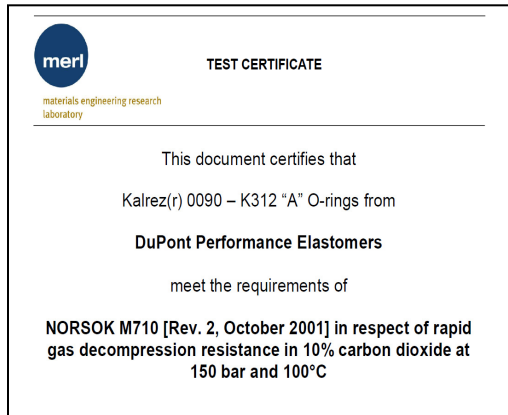 merl
TEST CERTIFICATE
materials engineering research
laboratory
This document certifies that
Kalrez(r) 0090 – K312 “A” O-rings from
DuPont Performance Elastomers
meet the requirements of
NORSOK M710 [Rev. 2, October 2001] in respect of rapid
gas decompression resistance in 10% carbon dioxide at
150 bar and 100°C